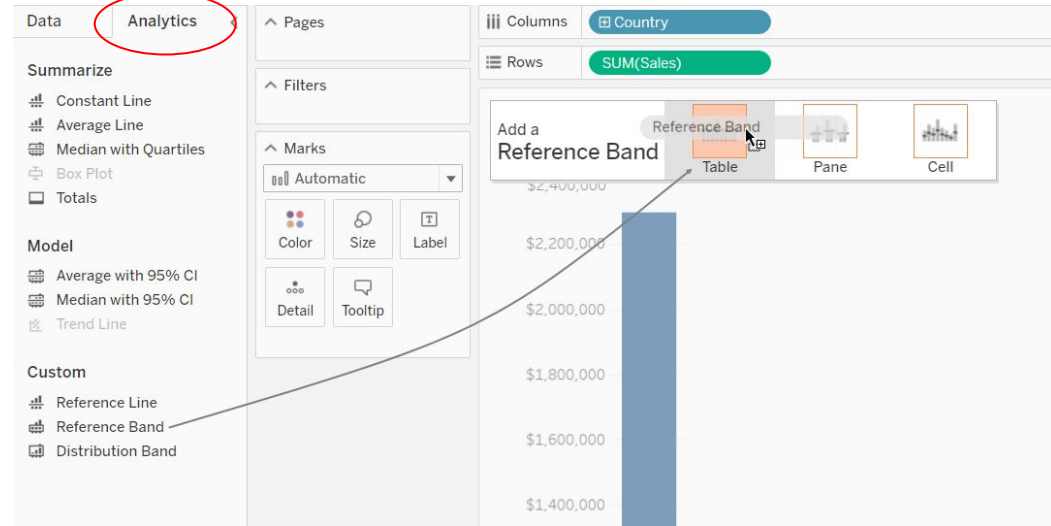 Data
Analytics
Summarize
Constant Line
Average Line
Median with Quartiles
Box Plot
Totals
Model
Average with 95% CI
Median with 95% CI
Trend Line
Custom
Reference Line
Reference Band
Distribution Band
Pages
Filters
Marks
Automatic
Color
Size
Label
Detail
Tooltip
Columns
Country
Rows
SUM(Sales)
Add a
Reference Band
Reference Band
Table
Pane
Cell
$2,400,000
$2,200,000
$2,000,000
$1,800,000
$1,600,000
$1,400,000